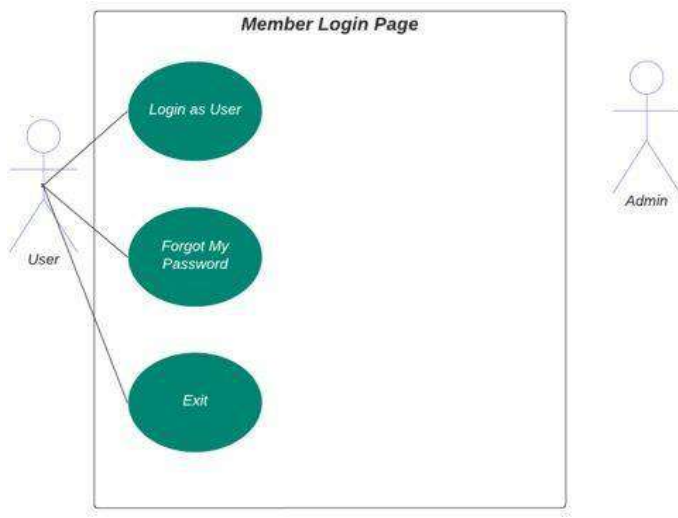 Member Login Page
Login as User
User
Forgot My
Password
Exit
Admin